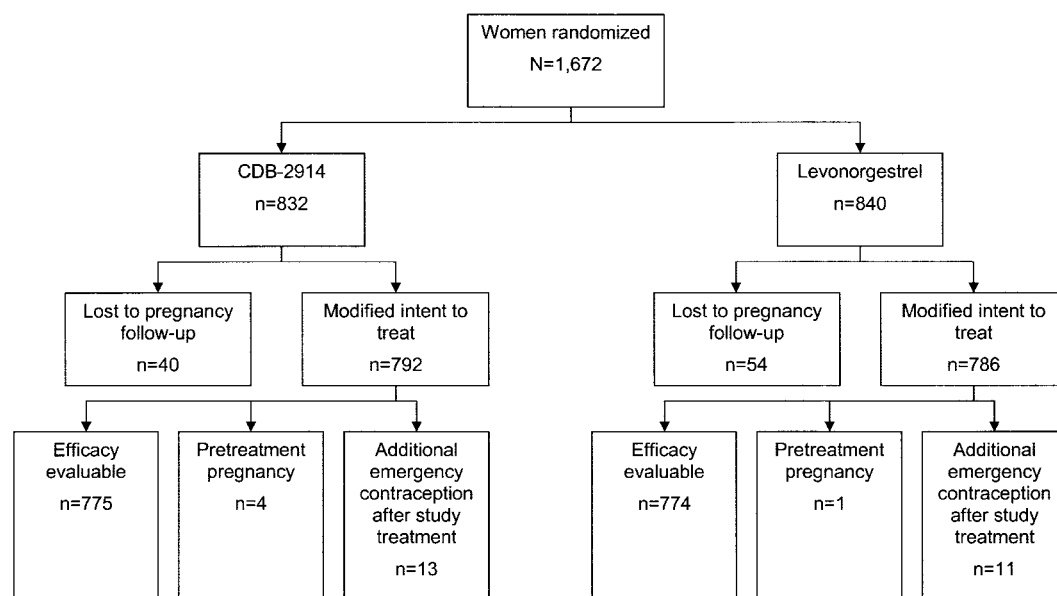 Women randomized
N=1,672
CDB-2914
n=832
Levonorgestrel
n=840
Lost to pregnancy
follow-up
n=40
Modified intent to
treat
n=792
Lost to pregnancy
follow-up
n=54
Modified intent to
treat
n=786
Efficacy
evaluable
n=775
Pretreatment
pregnancy
n=4
Additional
emergency
contraception
after study
treatment
n=13
Efficacy
evaluable
n=774
Pretreatment
pregnancy
n=1
Additional
emergency
contraception
after study
treatment
n=11